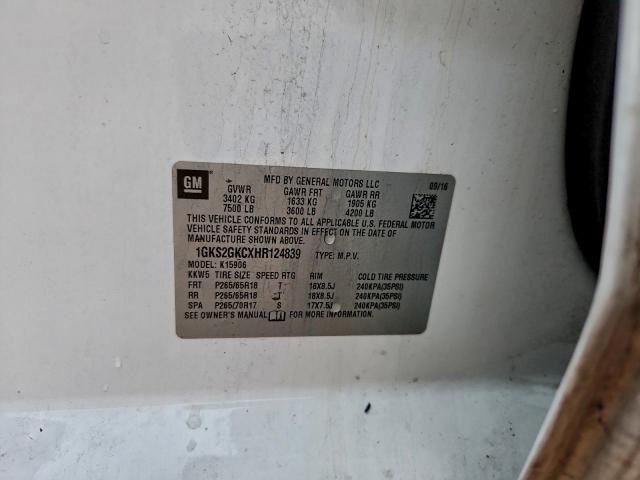 GM
MFD BY GENERAL MOTORS LLC 09/16
GVWR GAWR FRT GAWR RR
3402 KG 1633 KG 1905 KG
7500 LB 3600 LB 4200 LB
THIS VEHICLE CONFORMS TO ALL APPLICABLE U.S. FEDERAL MOTOR
VEHICLE SAFETY STANDARDS IN EFFECT ON THE DATE OF
MANUFACTURE SHOWN ABOVE.
1GKS2GKCXHR124839 TYPE: M.P.V.
MODEL: K15906
KKW5 TIRE SIZE SPEED RTG RIM COLD TIRE PRESSURE
FRT P265/65R18 T 18X8.5J 240KPA(35PSI)
RR P265/65R18 T 18X8.5J 240KPA(35PSI)
SPA P265/70R17 S 17X7.5J 240KPA(35PSI)
SEE OWNER'S MANUAL FOR MORE INFORMATION.